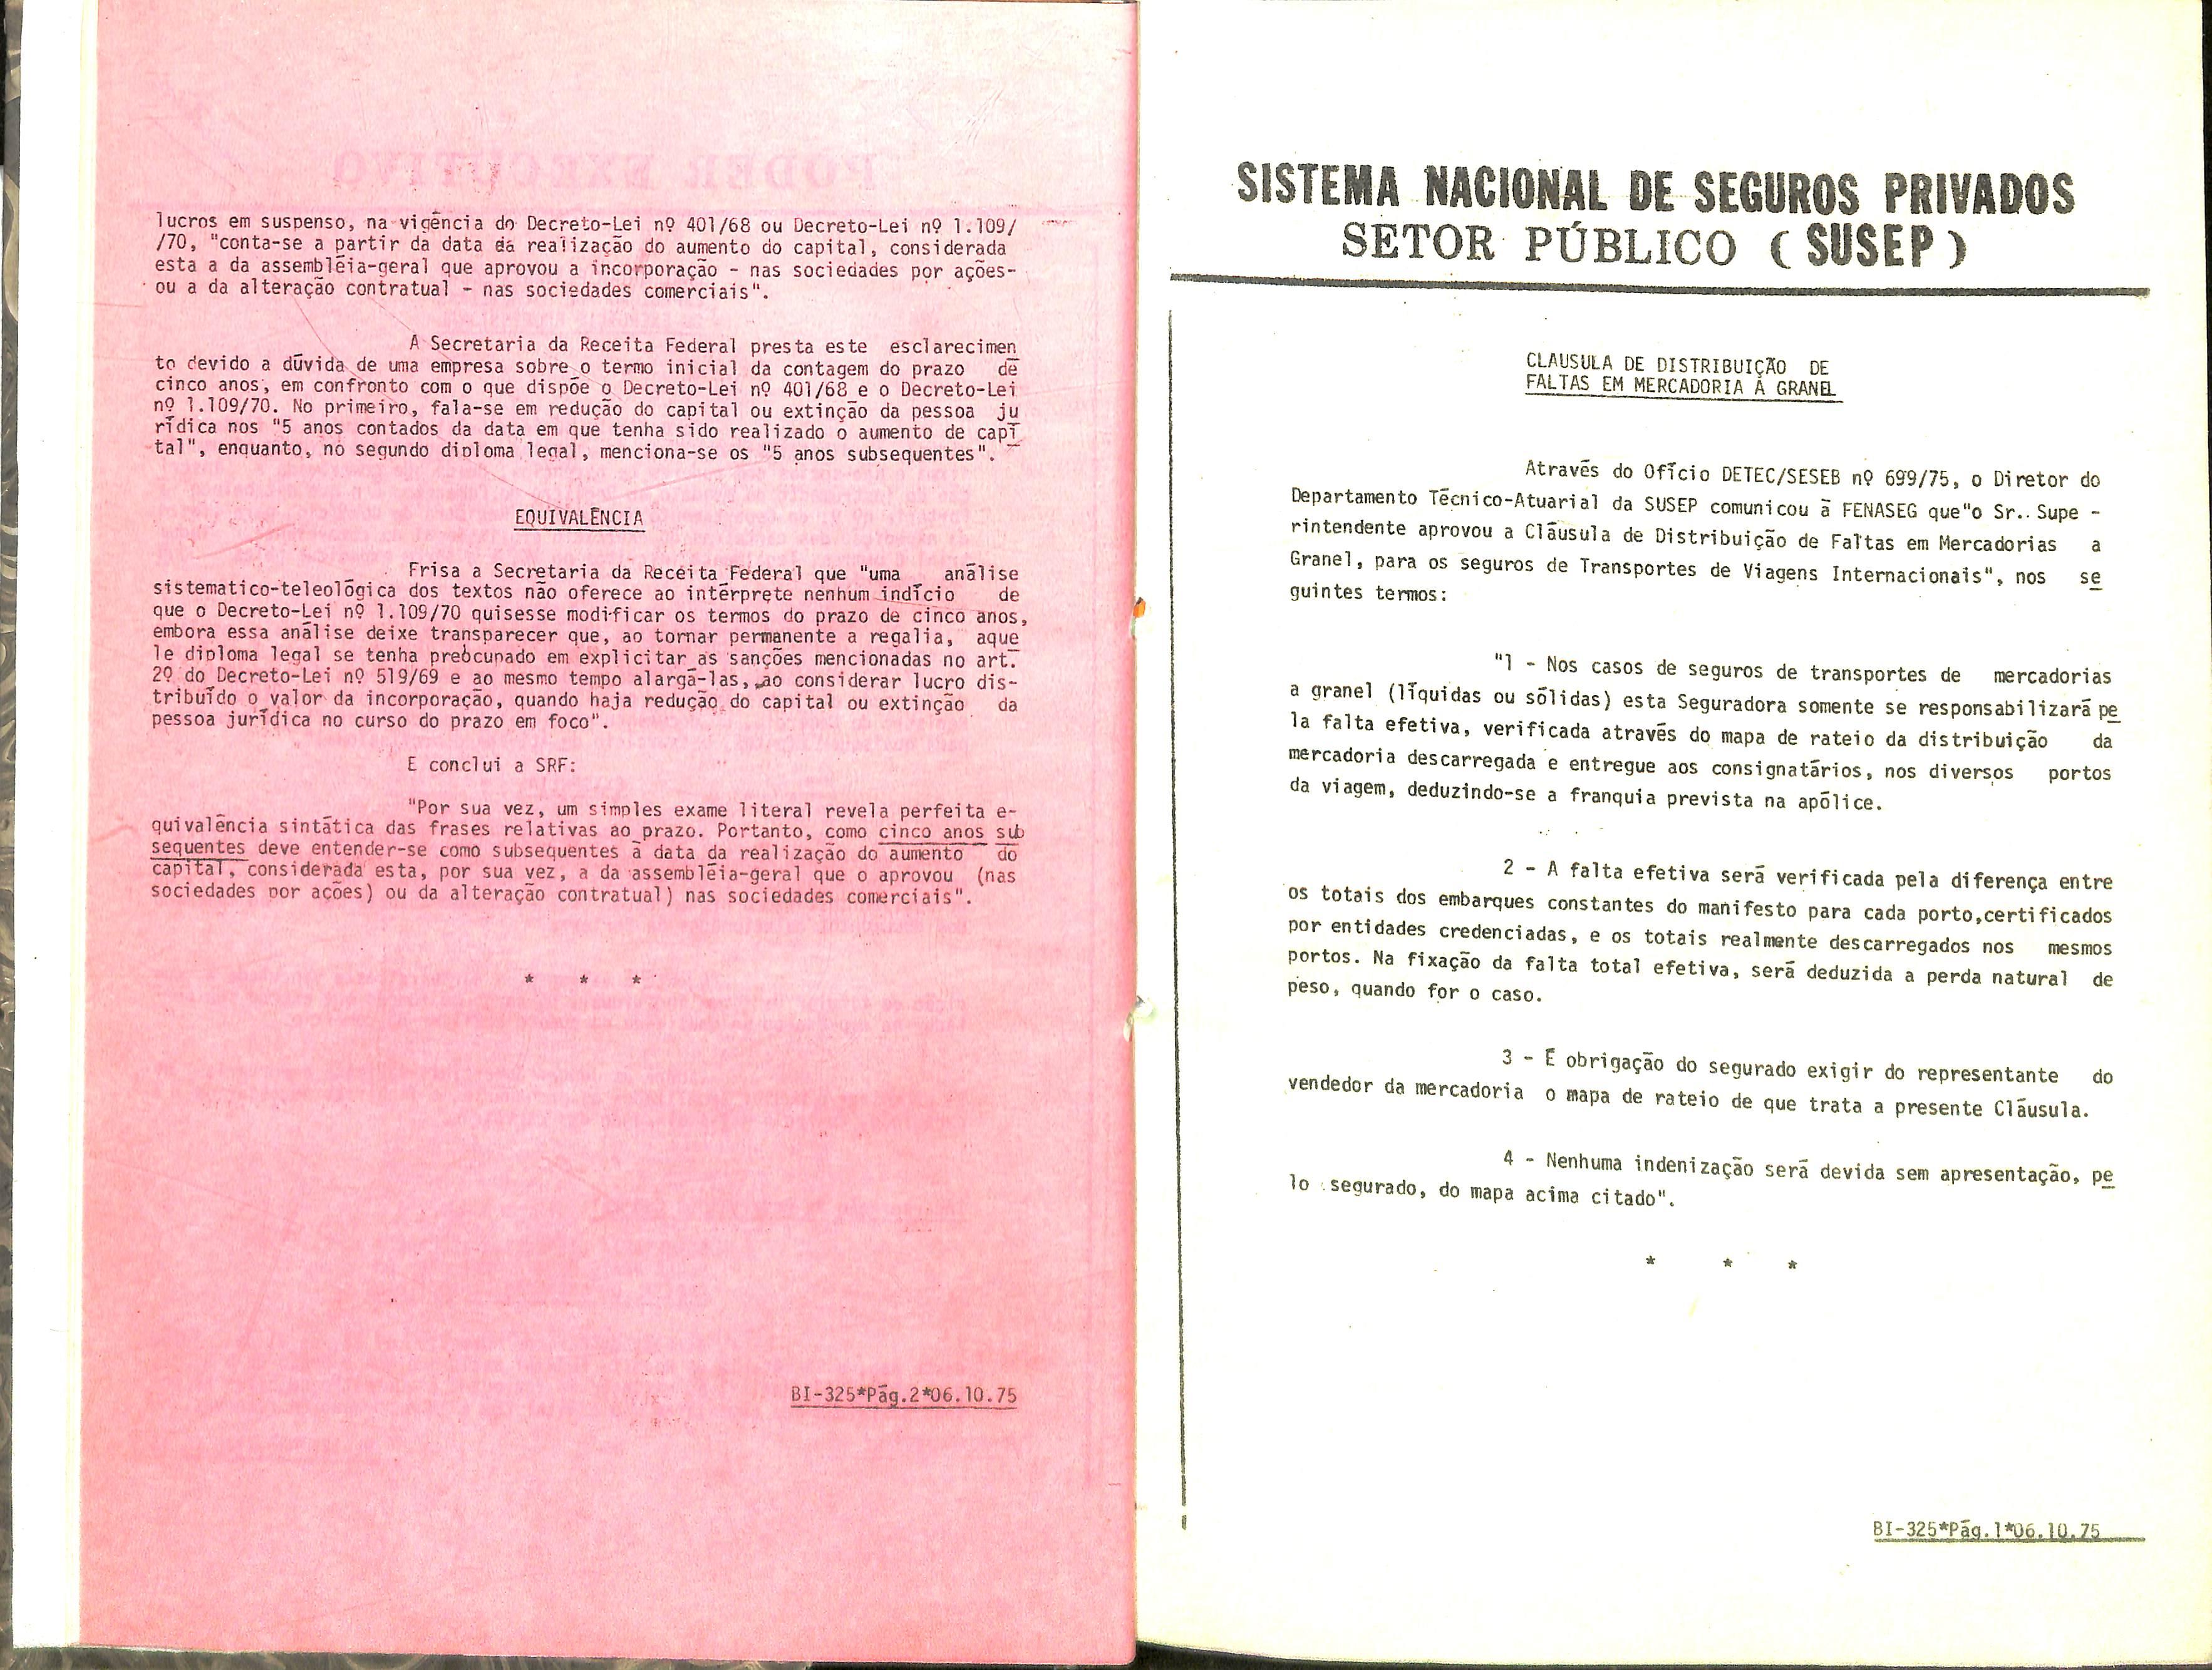 lucros em suspenso, na vigência do Decreto-Lei nº 401/68 ou Decreto-Lei nº 1.109/
/70, "conta-se a partir da data da realização do aumento do capital, considerada
esta a da assembléia-geral que aprovou a incorporação - nas sociedades por ações-
ou a da alteração contratual - nas sociedades comerciais".
A Secretaria da Receita Federal presta este esclarecimen
to devido a dúvida de uma empresa sobre o termo inicial da contagem do prazo de
cinco anos, em confronto com o que dispõe o Decreto-Lei nº 401/68 e o Decreto-Lei
nº 1.109/70. No primeiro, fala-se em redução do capital ou extinção da pessoa ju
rídica nos "5 anos contados da data em que tenha sido realizado o aumento de capi
tal", enquanto, no segundo diploma legal, menciona-se os "5 anos subsequentes".
EQUIVALÊNCIA
Frisa a Secretaria da Receita Federal que "uma análise
sistematico-teleológica dos textos não oferece ao intérprete nenhum indício de
que o Decreto-Lei nº 1.109/70 quisesse modificar os termos do prazo de cinco anos,
embora essa análise deixe transparecer que, ao tornar permanente a regalia, aque
le diploma legal se tenha preocupado em explicitar as sanções mencionadas no art.
2º do Decreto-Lei nº 519/69 e ao mesmo tempo alargá-las, ao considerar lucro dis-
tribuído o valor da incorporação, quando haja redução do capital ou extinção da
pessoa jurídica no curso do prazo em foco".
E conclui a SRF:
"Por sua vez, um simples exame literal revela perfeita e-
quivalência sintática das frases relativas ao prazo. Portanto, como cinco anos sub
sequentes deve entender-se como subsequentes à data da realização do aumento do
capital, considerada esta, por sua vez, a da assembléia-geral que o aprovou (nas
sociedades por ações) ou da alteração contratual) nas sociedades comerciais".
* * *
BI-325*Pág.2*06.10.75
SISTEMA NACIONAL DE SEGUROS PRIVADOS
SETOR PÚBLICO ( SUSEP )
CLAUSULA DE DISTRIBUIÇÃO DE
FALTAS EM MERCADORIA A GRANEL
Através do Ofício DETEC/SESEB nº 699/75, o Diretor do
Departamento Técnico-Atuarial da SUSEP comunicou à FENASEG que"o Sr. Supe -
rintendente aprovou a Cláusula de Distribuição de Faltas em Mercadorias a
Granel, para os seguros de Transportes de Viagens Internacionais", nos se
guintes termos:
"1 - Nos casos de seguros de transportes de mercadorias
a granel (líquidas ou sólidas) esta Seguradora somente se responsabilizará pe
la falta efetiva, verificada através do mapa de rateio da distribuição da
mercadoria descarregada e entregue aos consignatários, nos diversos portos
da viagem, deduzindo-se a franquia prevista na apólice.
2 - A falta efetiva será verificada pela diferença entre
os totais dos embarques constantes do manifesto para cada porto,certificados
por entidades credenciadas, e os totais realmente descarregados nos mesmos
portos. Na fixação da falta total efetiva, será deduzida a perda natural de
peso, quando for o caso.
3 - É obrigação do segurado exigir do representante do
vendedor da mercadoria o mapa de rateio de que trata a presente Cláusula.
4 - Nenhuma indenização será devida sem apresentação, pe
lo segurado, do mapa acima citado".
* * *
BI-325*Pág.1*06.10.75